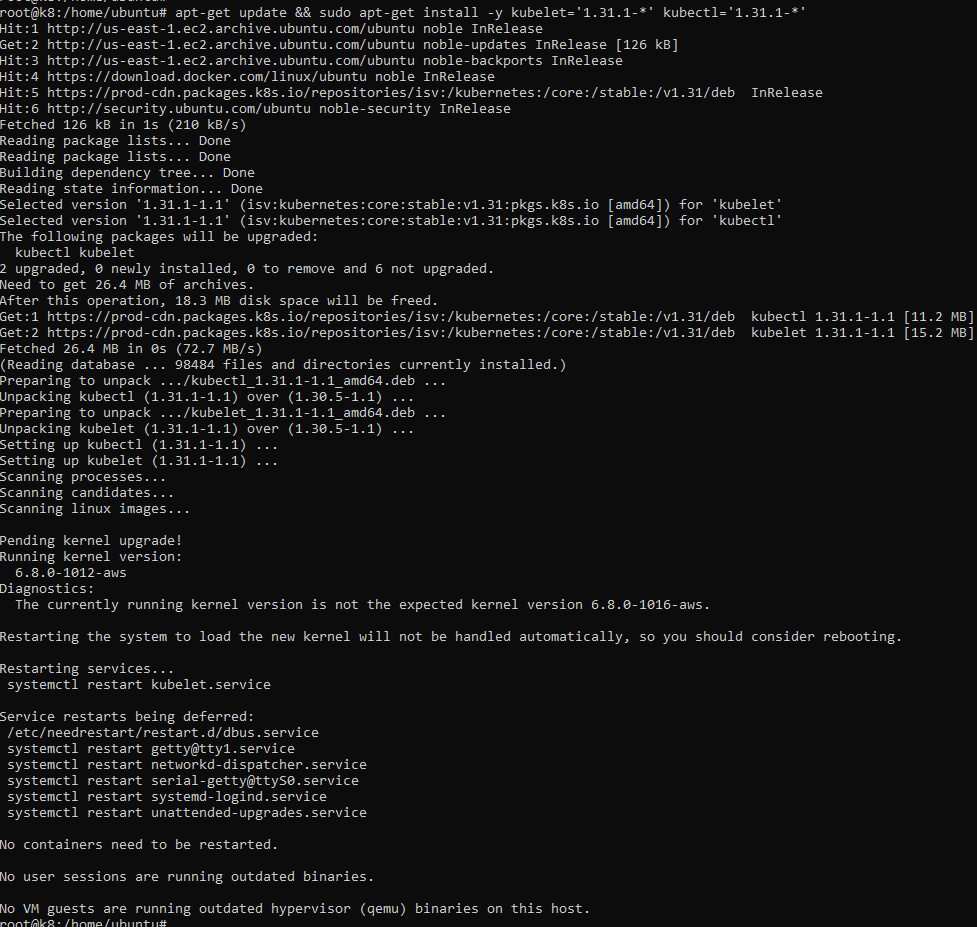 root@k8:/home/ubuntu# apt-get update && sudo apt-get install -y kubelet='1.31.1-*' kubectl='1.31.1-*'
Hit:1 http://us-east-1.ec2.archive.ubuntu.com/ubuntu noble InRelease
Get:2 http://us-east-1.ec2.archive.ubuntu.com/ubuntu noble-updates InRelease [126 kB]
Hit:3 http://us-east-1.ec2.archive.ubuntu.com/ubuntu noble-backports InRelease
Hit:4 https://download.docker.com/linux/ubuntu noble InRelease
Hit:5 https://prod-cdn.packages.k8s.io/repositories/isv:/kubernetes:/core:/stable:/v1.31/deb  InRelease
Hit:6 http://security.ubuntu.com/ubuntu noble-security InRelease
Fetched 126 kB in 1s (210 kB/s)
Reading package lists... Done
Reading package lists... Done
Building dependency tree... Done
Reading state information... Done
Selected version '1.31.1-1.1' (isv:kubernetes:core:stable:v1.31:pkgs.k8s.io [amd64]) for 'kubelet'
Selected version '1.31.1-1.1' (isv:kubernetes:core:stable:v1.31:pkgs.k8s.io [amd64]) for 'kubectl'
The following packages will be upgraded:
  kubectl kubelet
2 upgraded, 0 newly installed, 0 to remove and 6 not upgraded.
Need to get 26.4 MB of archives.
After this operation, 18.3 MB disk space will be freed.
Get:1 https://prod-cdn.packages.k8s.io/repositories/isv:/kubernetes:/core:/stable:/v1.31/deb  kubectl 1.31.1-1.1 [11.2 MB]
Get:2 https://prod-cdn.packages.k8s.io/repositories/isv:/kubernetes:/core:/stable:/v1.31/deb  kubelet 1.31.1-1.1 [15.2 MB]
Fetched 26.4 MB in 0s (72.7 MB/s)
(Reading database ... 98484 files and directories currently installed.)
Preparing to unpack .../kubectl_1.31.1-1.1_amd64.deb ...
Unpacking kubectl (1.31.1-1.1) over (1.30.5-1.1) ...
Preparing to unpack .../kubelet_1.31.1-1.1_amd64.deb ...
Unpacking kubelet (1.31.1-1.1) over (1.30.5-1.1) ...
Setting up kubectl (1.31.1-1.1) ...
Setting up kubelet (1.31.1-1.1) ...
Scanning processes...
Scanning candidates...
Scanning linux images...

Pending kernel upgrade!
Running kernel version:
  6.8.0-1012-aws
Diagnostics:
  The currently running kernel version is not the expected kernel version 6.8.0-1016-aws.

Restarting the system to load the new kernel will not be handled automatically, so you should consider rebooting.

Restarting services...
 systemctl restart kubelet.service

Service restarts being deferred:
 /etc/needrestart/restart.d/dbus.service
 systemctl restart getty@tty1.service
 systemctl restart networkd-dispatcher.service
 systemctl restart serial-getty@ttyS0.service
 systemctl restart systemd-logind.service
 systemctl restart unattended-upgrades.service

No containers need to be restarted.

No user sessions are running outdated binaries.

No VM guests are running outdated hypervisor (qemu) binaries on this host.
root@k8:/home/ubuntu#